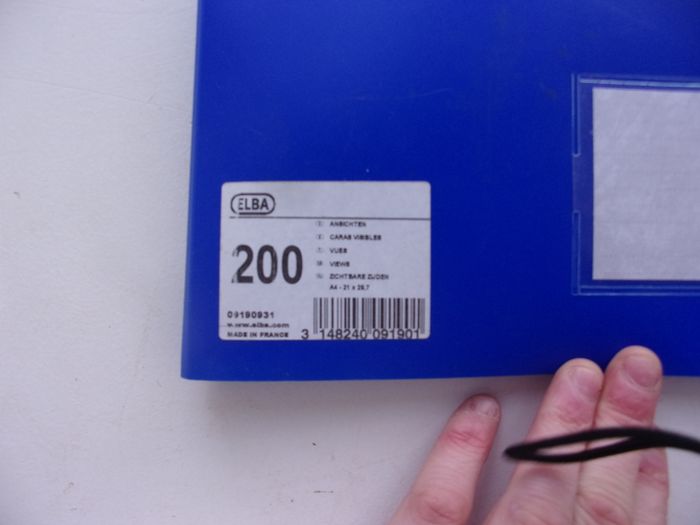 ELBA
200
ANSICHTEN
CARAS VISIBLES
VUES
VIEWS
ZICHTBARE ZIJDEN
A4 - 21 x 29,7
09190931
www.elba.com
MADE IN FRANCE
3 148240 091901